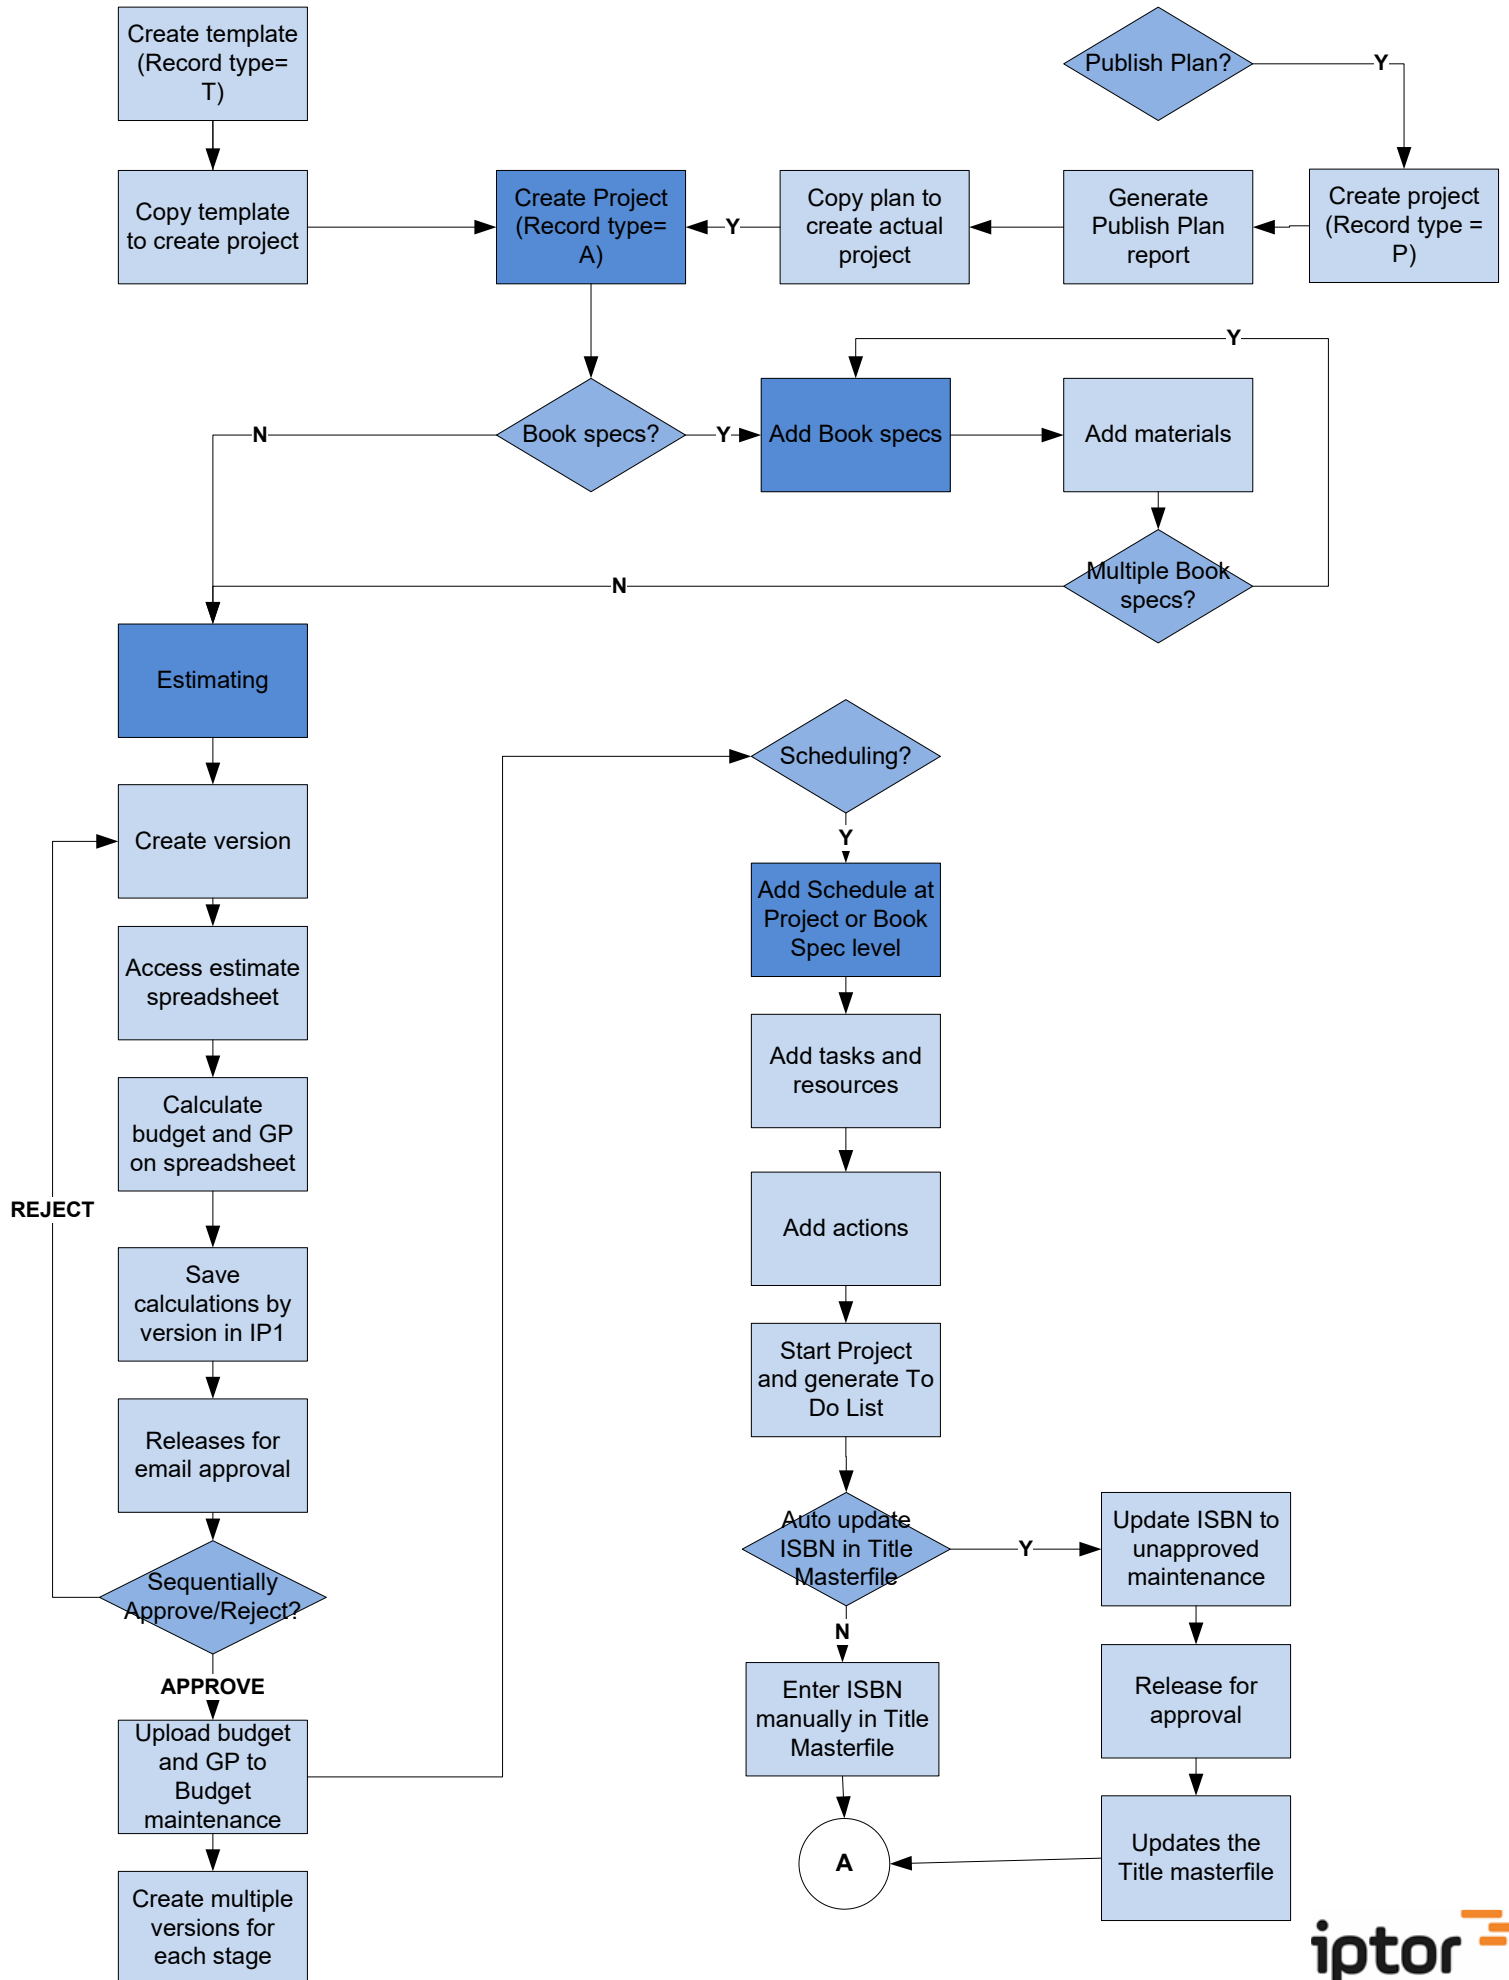 Create template
(Record type=
T)
Publish Plan?
Y
Copy template
to create project
Create Project
(Record type=
A)
Y
Copy plan to
create actual
project
Generate
Publish Plan
report
Create project
(Record type =
P)
Y
N
Book specs?
Y
Add Book specs
Add materials
N
Multiple Book
specs?
Estimating
Scheduling?
Y
Create version
Add Schedule at
Project or Book
Spec level
Access estimate
spreadsheet
Add tasks and
resources
Calculate
budget and GP
on spreadsheet
REJECT
Add actions
Save
calculations by
version in IP1
Start Project
and generate To
Do List
Releases for
email approval
Auto update
ISBN in Title
Masterfile
Y
Update ISBN to
unapproved
maintenance
Sequentially
Approve/Reject?
N
APPROVE
Enter ISBN
manually in Title
Masterfile
Release for
approval
Upload budget
and GP to
Budget
maintenance
A
Updates the
Title masterfile
Create multiple
versions for
each stage
iptor